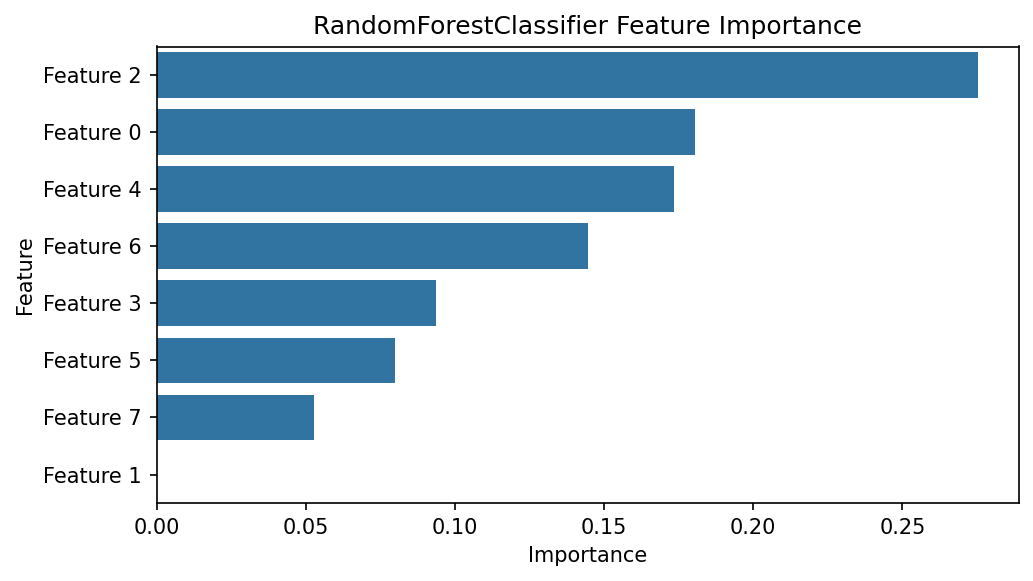 RandomForestClassifier Feature Importance
Feature
Feature 2
Feature 0
Feature 4
Feature 6
Feature 3
Feature 5
Feature 7
Feature 1
0.00 0.05 0.10 0.15 0.20 0.25
Importance